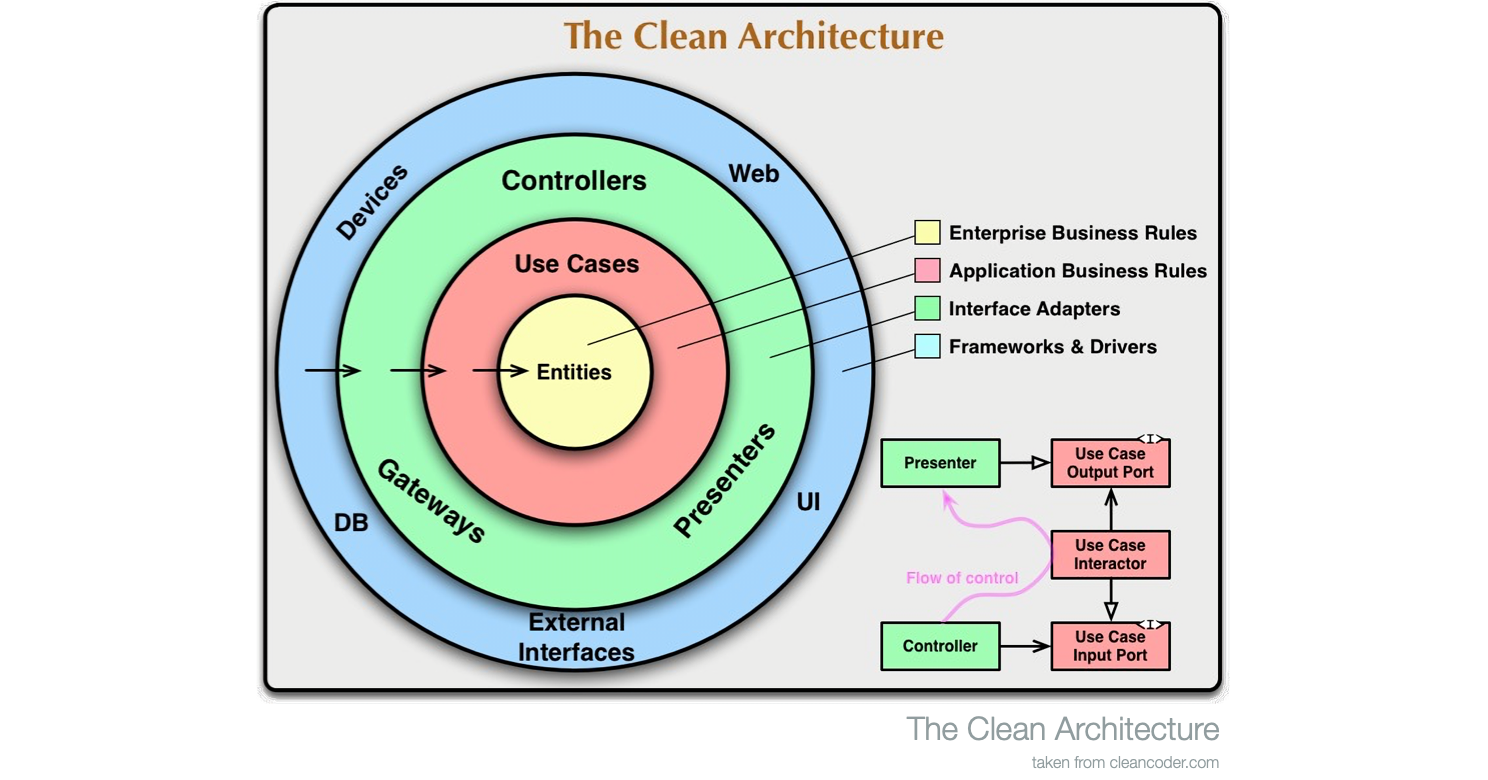 The Clean Architecture
Devices
Web
Controllers
Use Cases
Entities
Gateways
Presenters
DB
UI
External
Interfaces
Enterprise Business Rules
Application Business Rules
Interface Adapters
Frameworks & Drivers
Presenter
<I>
Use Case
Output Port
Use Case
Interactor
Flow of control
Controller
<I>
Use Case
Input Port
The Clean Architecture
taken from cleancoder.com